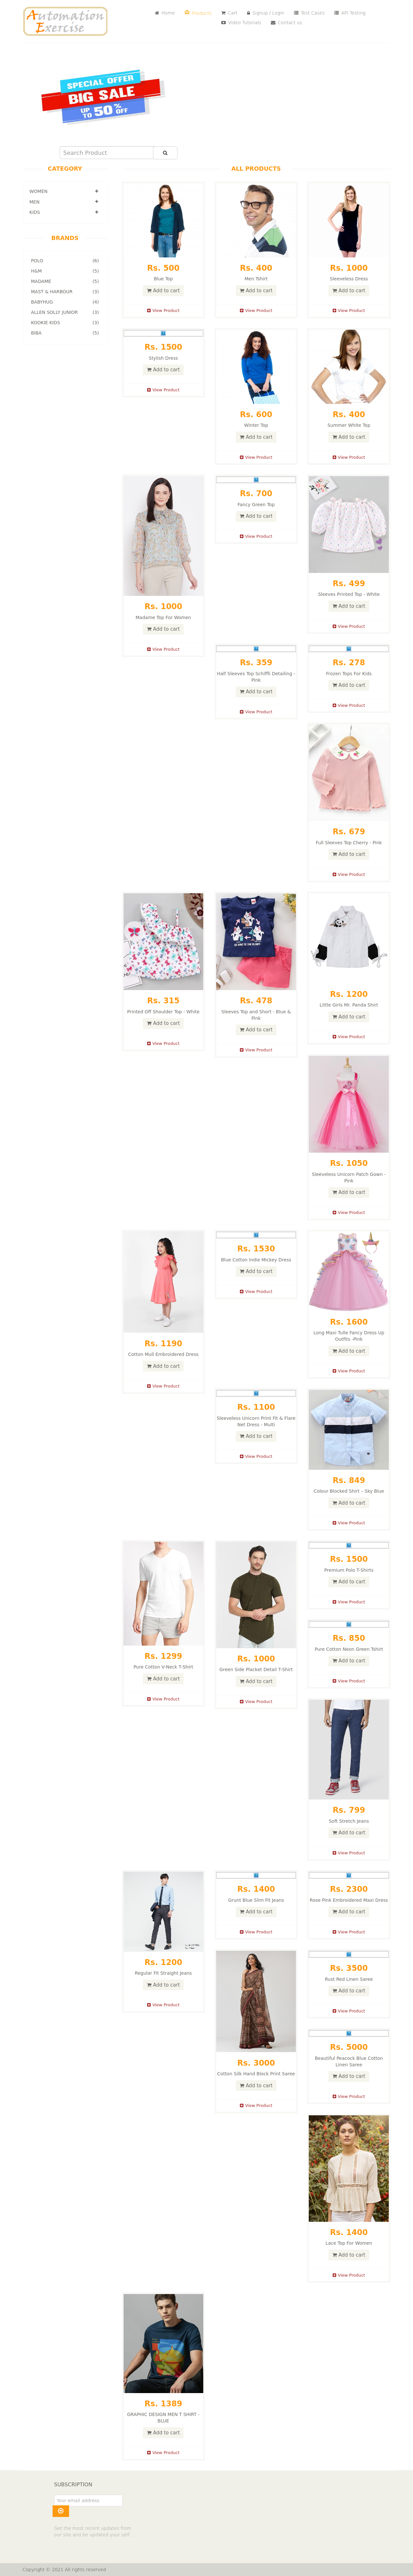 Automation
Exercise
Home
Products
Cart
Signup / Login
Test Cases
API Testing
Video Tutorials
Contact us
SPECIAL OFFER
BIG SALE
UP TO 50 % OFF
Search Product
CATEGORY
WOMEN
MEN
KIDS
BRANDS
POLO (6)
H&M (5)
MADAME (5)
MAST & HARBOUR (3)
BABYHUG (4)
ALLEN SOLLY JUNIOR (3)
KOOKIE KIDS (3)
BIBA (5)
ALL PRODUCTS
Rs. 500
Blue Top
Add to cart
View Product
Rs. 400
Men Tshirt
Add to cart
View Product
Rs. 1000
Sleeveless Dress
Add to cart
View Product
Rs. 1500
Stylish Dress
Add to cart
View Product
Rs. 600
Winter Top
Add to cart
View Product
Rs. 400
Summer White Top
Add to cart
View Product
Rs. 1000
Madame Top For Women
Add to cart
View Product
Rs. 700
Fancy Green Top
Add to cart
View Product
Rs. 499
Sleeves Printed Top - White
Add to cart
View Product
Rs. 359
Half Sleeves Top Schiffli Detailing -
Pink
Add to cart
View Product
Rs. 278
Frozen Tops For Kids
Add to cart
View Product
Rs. 679
Full Sleeves Top Cherry - Pink
Add to cart
View Product
Rs. 315
Printed Off Shoulder Top - White
Add to cart
View Product
Rs. 478
Sleeves Top and Short - Blue &
Pink
Add to cart
View Product
Rs. 1200
Little Girls Mr. Panda Shirt
Add to cart
View Product
Rs. 1050
Sleeveless Unicorn Patch Gown -
Pink
Add to cart
View Product
Rs. 1190
Cotton Mull Embroidered Dress
Add to cart
View Product
Rs. 1530
Blue Cotton Indie Mickey Dress
Add to cart
View Product
Rs. 1600
Long Maxi Tulle Fancy Dress Up
Outfits -Pink
Add to cart
View Product
Rs. 1100
Sleeveless Unicorn Print Fit & Flare
Net Dress - Multi
Add to cart
View Product
Rs. 849
Colour Blocked Shirt – Sky Blue
Add to cart
View Product
Rs. 1299
Pure Cotton V-Neck T-Shirt
Add to cart
View Product
Rs. 1000
Green Side Placket Detail T-Shirt
Add to cart
View Product
Rs. 1500
Premium Polo T-Shirts
Add to cart
View Product
Rs. 850
Pure Cotton Neon Green Tshirt
Add to cart
View Product
Rs. 799
Soft Stretch Jeans
Add to cart
View Product
Rs. 1200
Regular Fit Straight Jeans
Add to cart
View Product
Rs. 1400
Grunt Blue Slim Fit Jeans
Add to cart
View Product
Rs. 2300
Rose Pink Embroidered Maxi Dress
Add to cart
View Product
Rs. 3000
Cotton Silk Hand Block Print Saree
Add to cart
View Product
Rs. 3500
Rust Red Linen Saree
Add to cart
View Product
Rs. 5000
Beautiful Peacock Blue Cotton
Linen Saree
Add to cart
View Product
Rs. 1400
Lace Top For Women
Add to cart
View Product
Rs. 1389
GRAPHIC DESIGN MEN T SHIRT -
BLUE
Add to cart
View Product
SUBSCRIPTION
Your email address
Get the most recent updates from
our site and be updated your self...
Copyright © 2021 All rights reserved